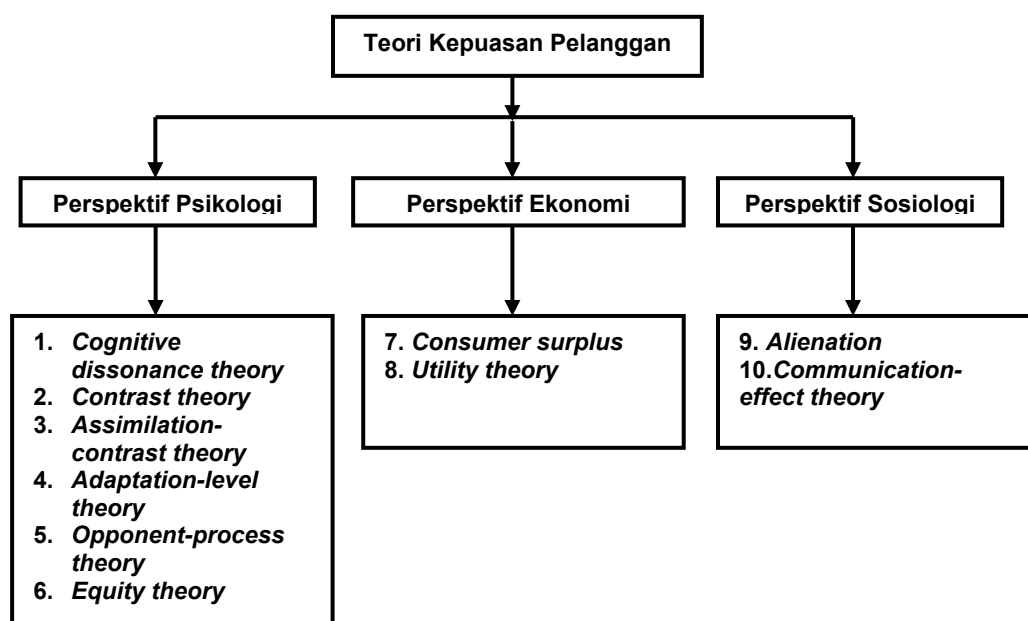 Teori Kepuasan Pelanggan
Perspektif Psikologi
Perspektif Ekonomi
Perspektif Sosiologi
1. Cognitive
dissonance theory
2. Contrast theory
3. Assimilation-
contrast theory
4. Adaptation-level
theory
5. Opponent-process
theory
6. Equity theory
7. Consumer surplus
8. Utility theory
9. Alienation
10.Communication-
effect theory